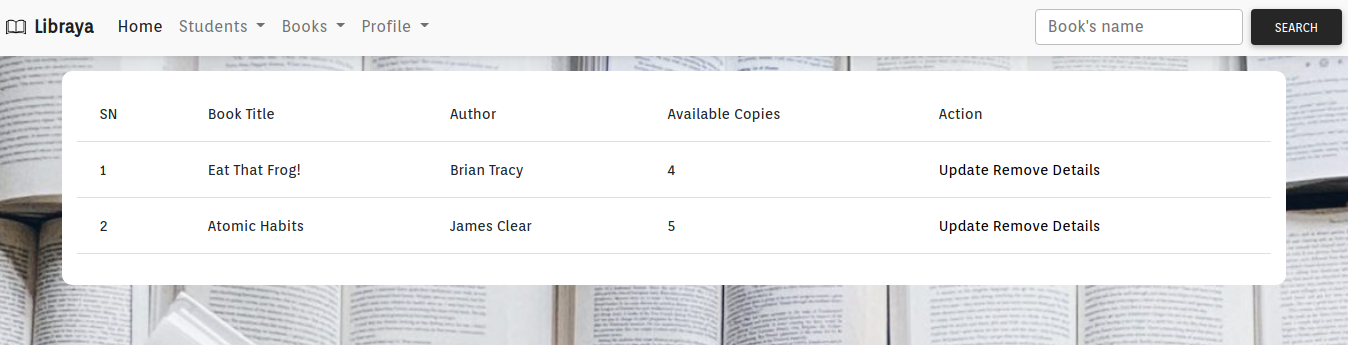 Libraya Home Students Books Profile Book's name SEARCH
SN Book Title Author Available Copies Action
1 Eat That Frog! Brian Tracy 4 Update Remove Details
2 Atomic Habits James Clear 5 Update Remove Details